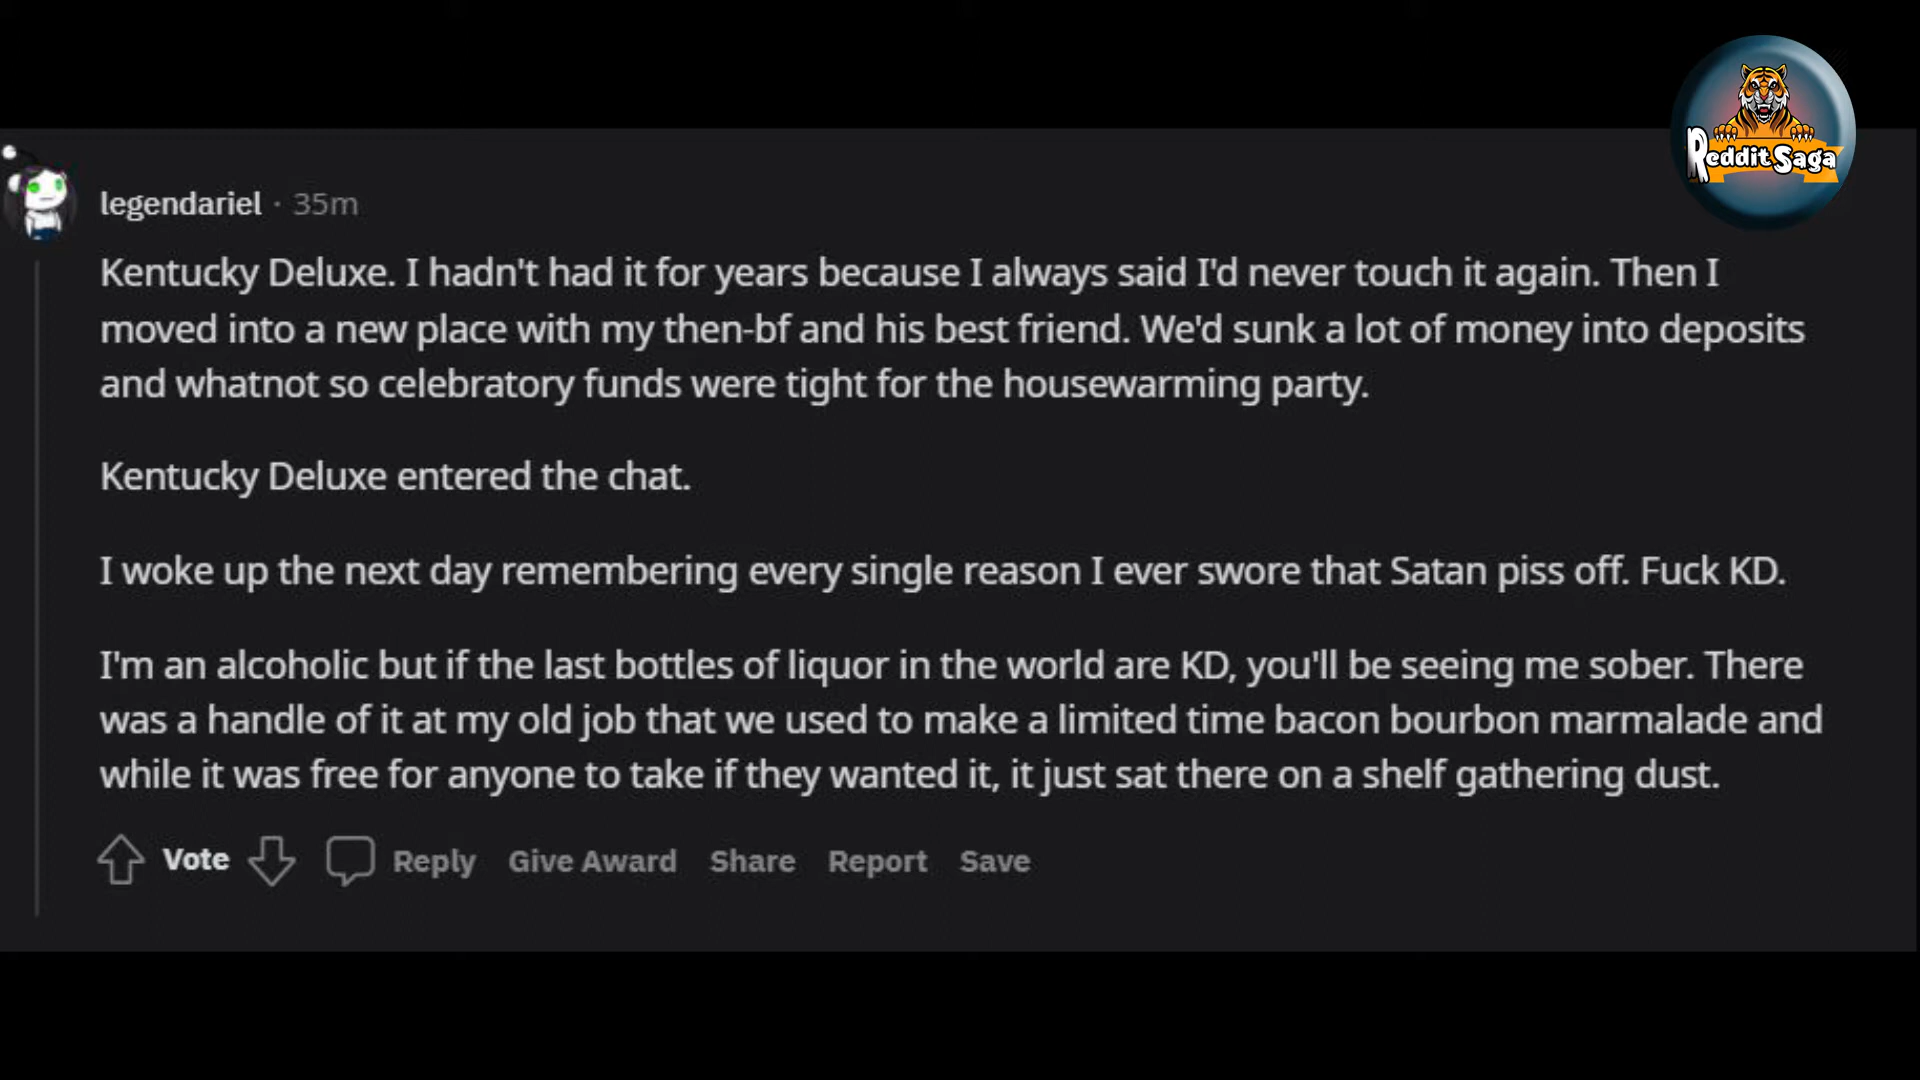 Reddit Saga
legendariel · 35m
Kentucky Deluxe. I hadn't had it for years because I always said I'd never touch it again. Then I
moved into a new place with my then-bf and his best friend. We'd sunk a lot of money into deposits
and whatnot so celebratory funds were tight for the housewarming party.
Kentucky Deluxe entered the chat.
I woke up the next day remembering every single reason I ever swore that Satan piss off. Fuck KD.
I'm an alcoholic but if the last bottles of liquor in the world are KD, you'll be seeing me sober. There
was a handle of it at my old job that we used to make a limited time bacon bourbon marmalade and
while it was free for anyone to take if they wanted it, it just sat there on a shelf gathering dust.
Vote Reply Give Award Share Report Save